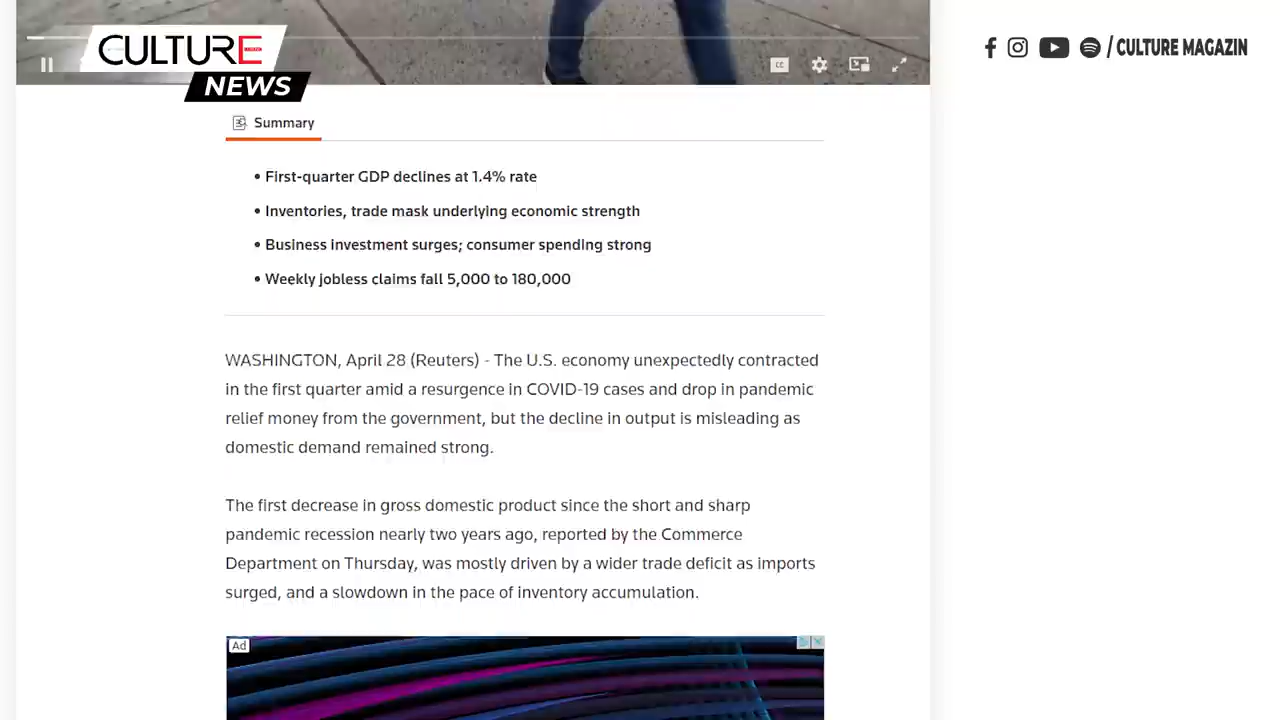 CULTURE
NEWS
CC
/ CULTURE MAGAZIN
Summary
• First-quarter GDP declines at 1.4% rate
• Inventories, trade mask underlying economic strength
• Business investment surges; consumer spending strong
• Weekly jobless claims fall 5,000 to 180,000
WASHINGTON, April 28 (Reuters) - The U.S. economy unexpectedly contracted
in the first quarter amid a resurgence in COVID-19 cases and drop in pandemic
relief money from the government, but the decline in output is misleading as
domestic demand remained strong.
The first decrease in gross domestic product since the short and sharp
pandemic recession nearly two years ago, reported by the Commerce
Department on Thursday, was mostly driven by a wider trade deficit as imports
surged, and a slowdown in the pace of inventory accumulation.
Ad